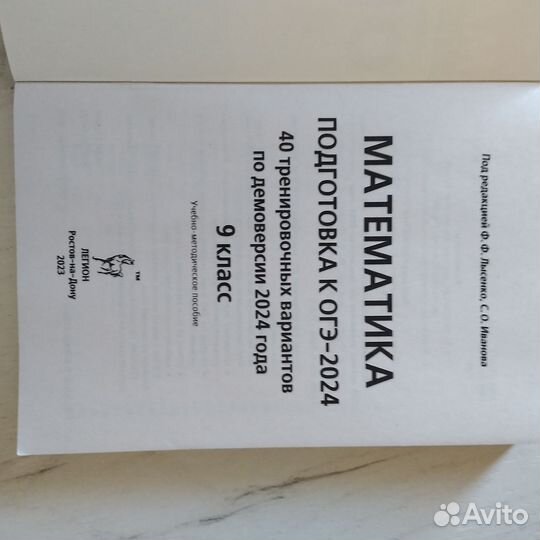 Под редакцией Ф. Ф. Лысенко, С. О. Иванова
МАТЕМАТИКА
ПОДГОТОВКА К ОГЭ-2024
40 тренировочных вариантов
по демоверсии 2024 года
9 класс
Учебно-методическое пособие
ТМ
ЛЕГИОН
Ростов-на-Дону
2023
Avito